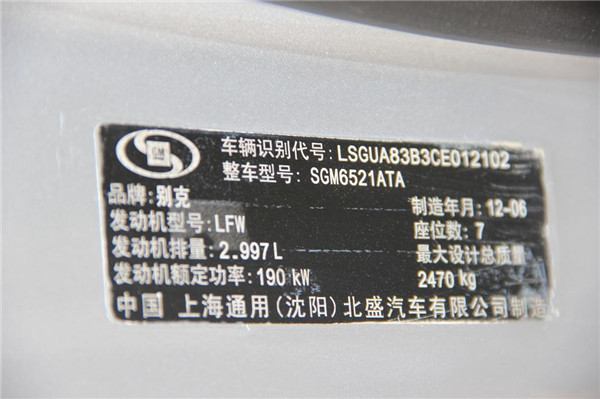 GM
车辆识别代号: LSGUA83B3CE012102
整车型号: SGM6521ATA
品牌: 别克 制造年月: 12-06
发动机型号: LFW 座位数: 7
发动机排量: 2.997L 最大设计总质量
发动机额定功率: 190 kW 2470 kg
中国 上海通用(沈阳)北盛汽车有限公司制造